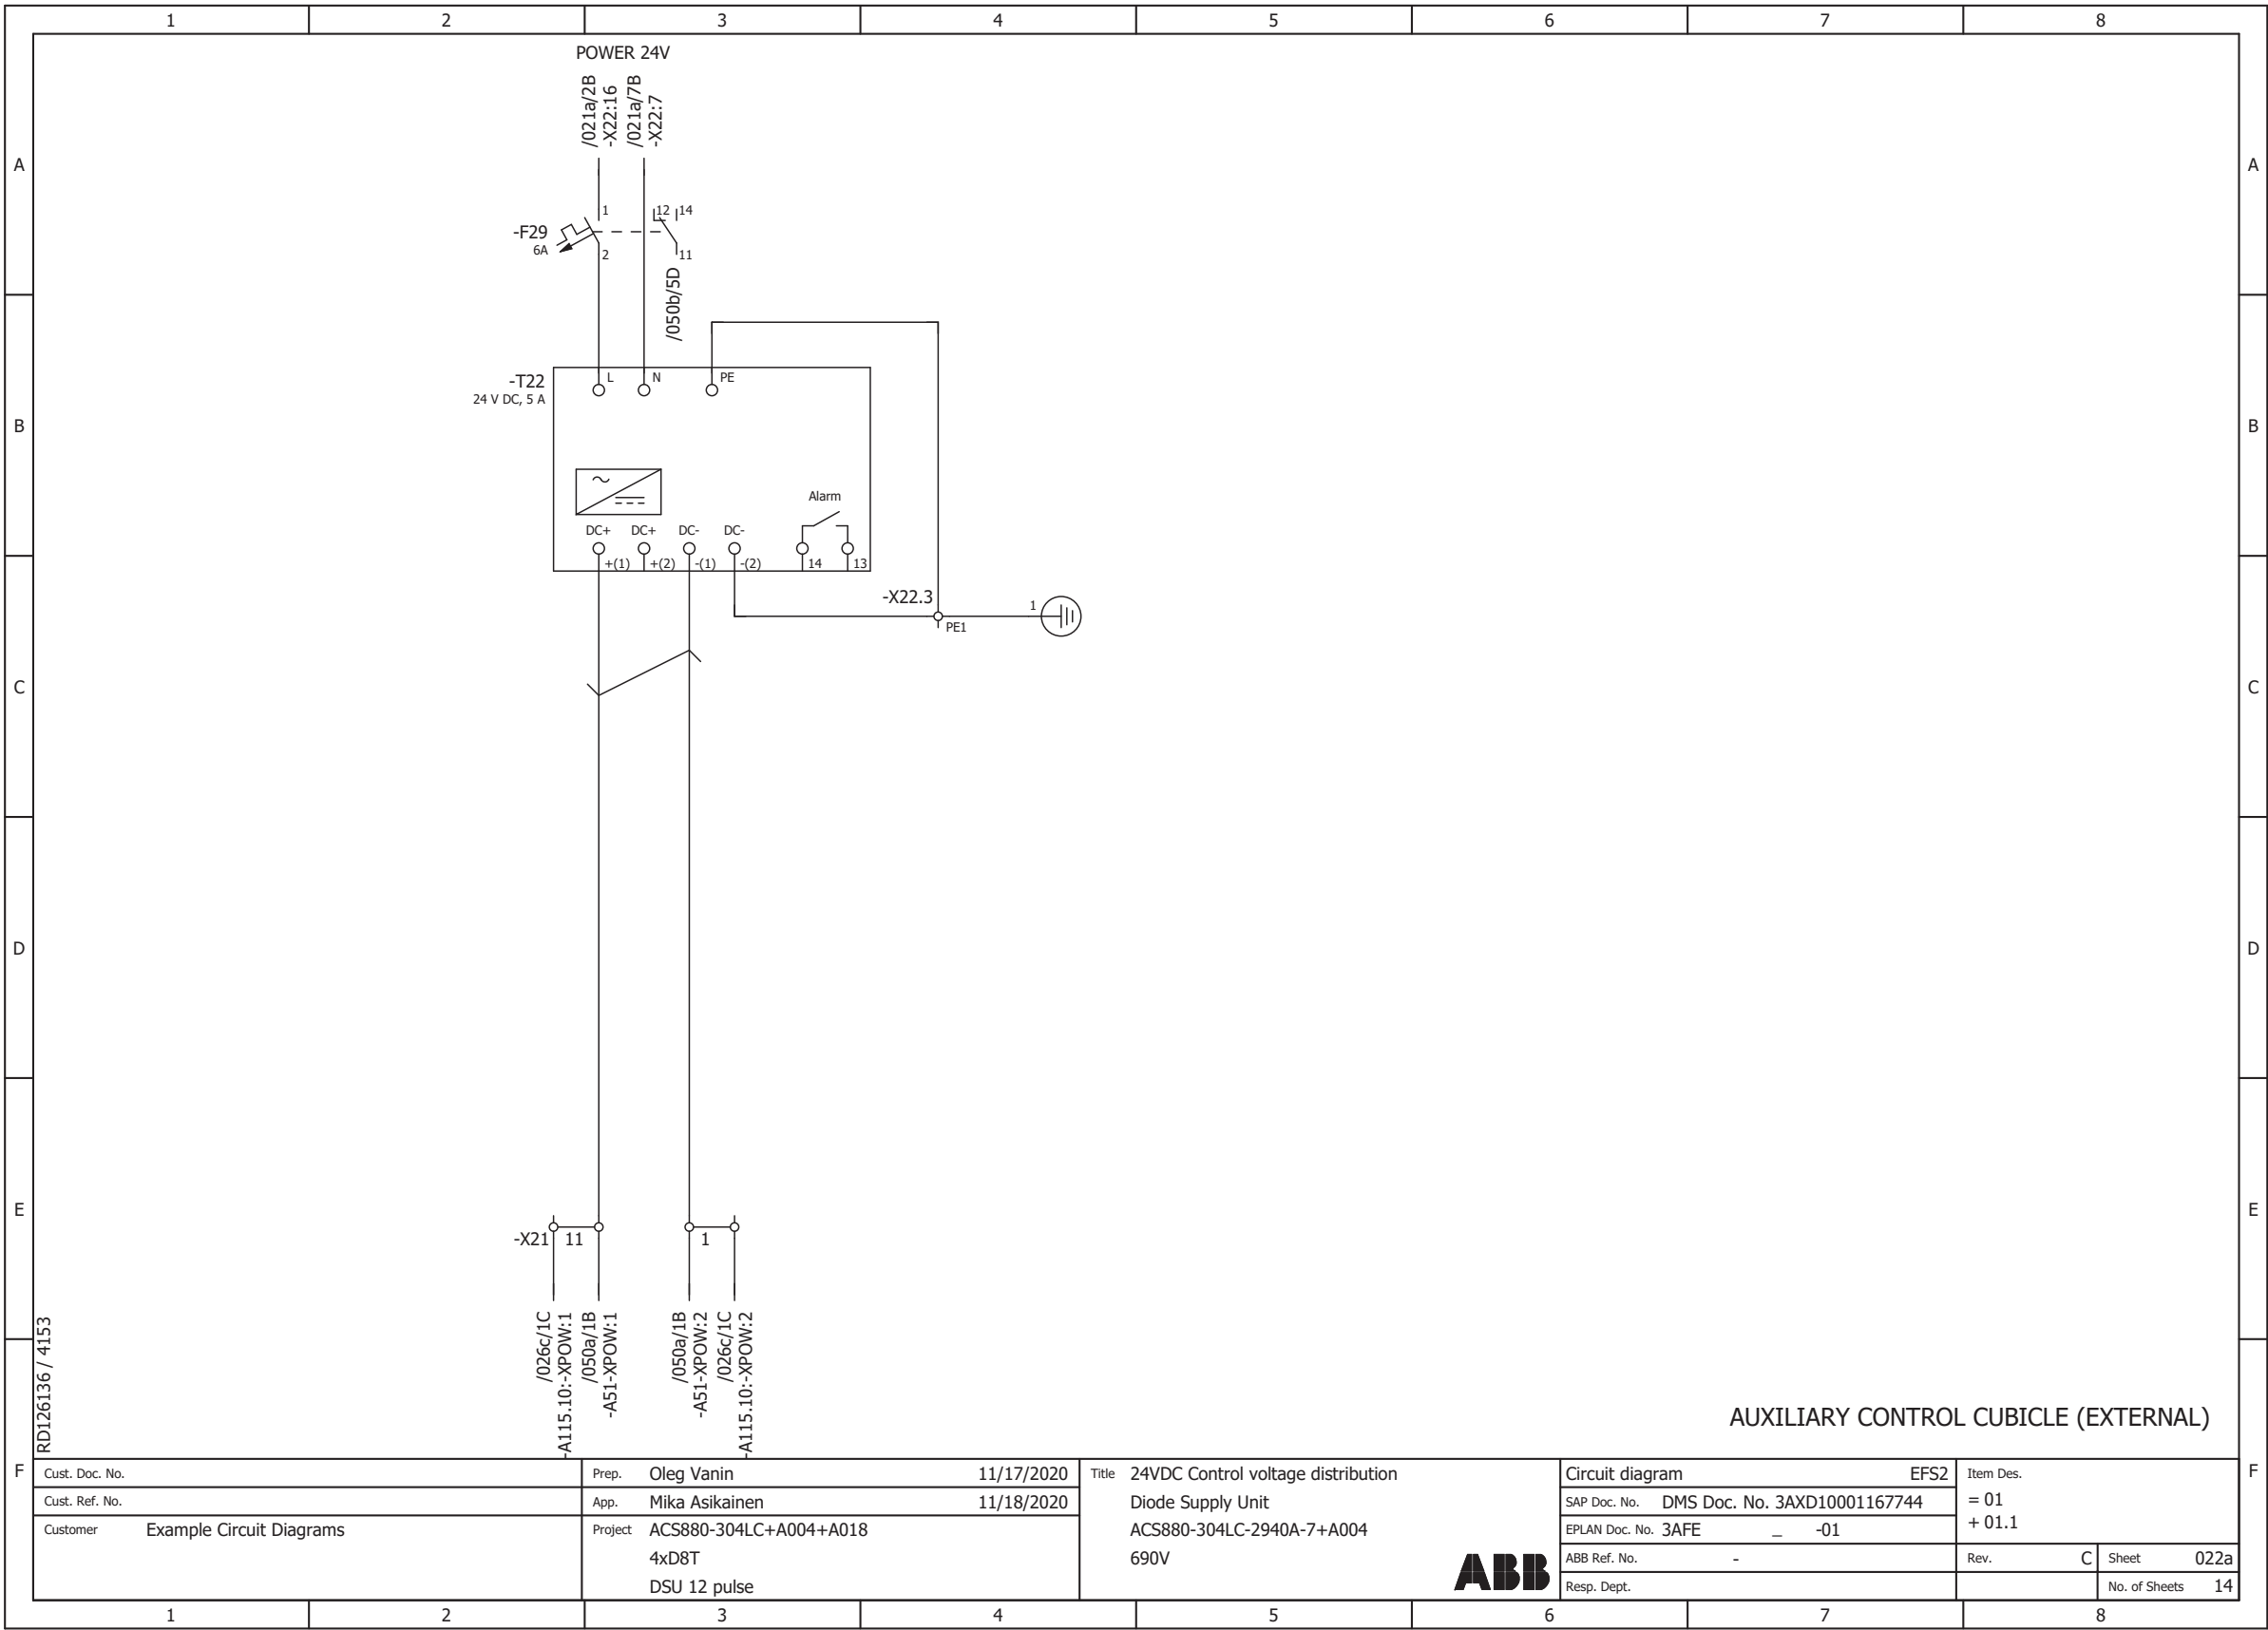 1 2 3 4 5 6 7 8
POWER 24V
/021a/2B
-X22:16
/021a/7B
-X22:7
A A
1
12 14
-F29
6A
2
11
/050b/5D
-T22
24 V DC, 5 A
L N PE
B B
Alarm
DC+ DC+ DC- DC-
+(1) +(2) -(1) -(2) 14 13
-X22.3
1
PE1
C C
D D
E E
-X21 11 1
/026c/1C
-A115.10:-XPOW:1
/050a/1B
-A51-XPOW:1
/050a/1B
-A51-XPOW:2
/026c/1C
-A115.10:-XPOW:2
RD126136 / 4153
AUXILIARY CONTROL CUBICLE (EXTERNAL)
F F
Cust. Doc. No.
Cust. Ref. No.
Customer Example Circuit Diagrams
Prep. Oleg Vanin 11/17/2020
App. Mika Asikainen 11/18/2020
Project ACS880-304LC+A004+A018
4xD8T
DSU 12 pulse
Title 24VDC Control voltage distribution
Diode Supply Unit
ACS880-304LC-2940A-7+A004
690V
ABB
Circuit diagram EFS2
SAP Doc. No. DMS Doc. No. 3AXD10001167744
EPLAN Doc. No. 3AFE _ -01
ABB Ref. No. -
Resp. Dept.
Item Des.
= 01
+ 01.1
Rev. C Sheet 022a
No. of Sheets 14
1 2 3 4 5 6 7 8